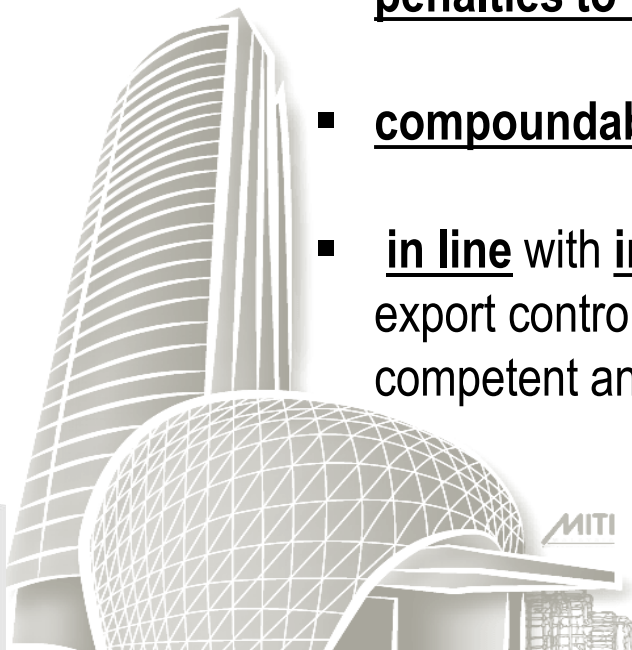 penalties to
▪ compoundab
▪ in line with i
export contro
competent an
MITI